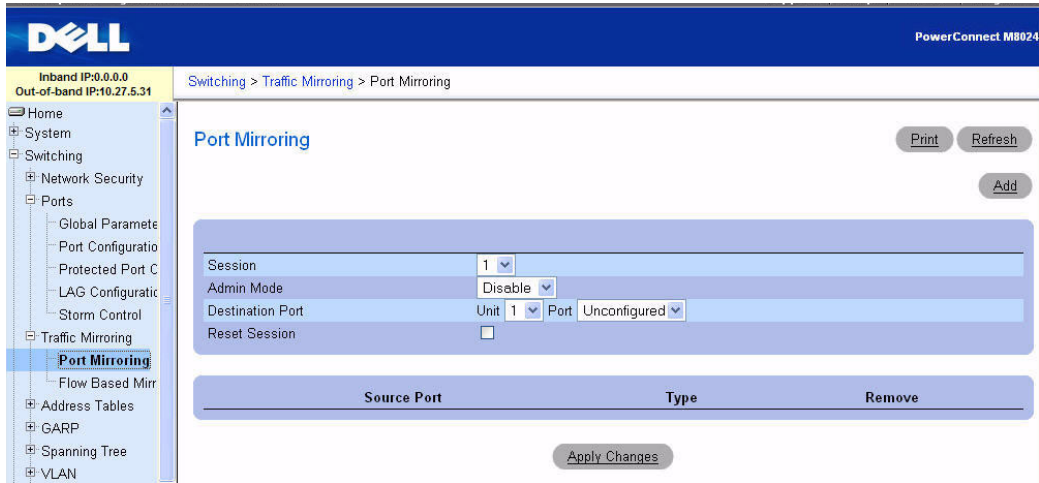 DELL
PowerConnect M8024
Inband IP:0.0.0.0
Out-of-band IP:10.27.5.31
Switching > Traffic Mirroring > Port Mirroring
Home
System
Switching
Network Security
Ports
Global Paramete
Port Configuratio
Protected Port C
LAG Configuratic
Storm Control
Traffic Mirroring
Port Mirroring
Flow Based Mirr
Address Tables
GARP
Spanning Tree
VLAN
Port Mirroring
Print Refresh
Add
Session 1
Admin Mode Disable
Destination Port Unit 1 Port Unconfigured
Reset Session
Source Port Type Remove
Apply Changes